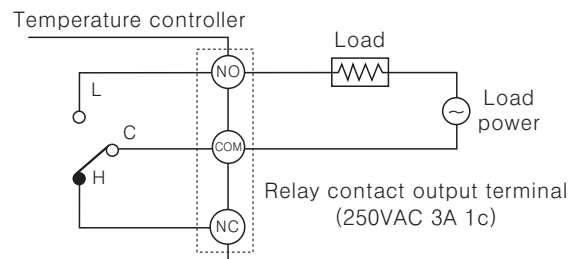 Temperature controller
NO
Load
L
Load
power
C
COM
H
Relay contact output terminal
(250VAC 3A 1c)
NC